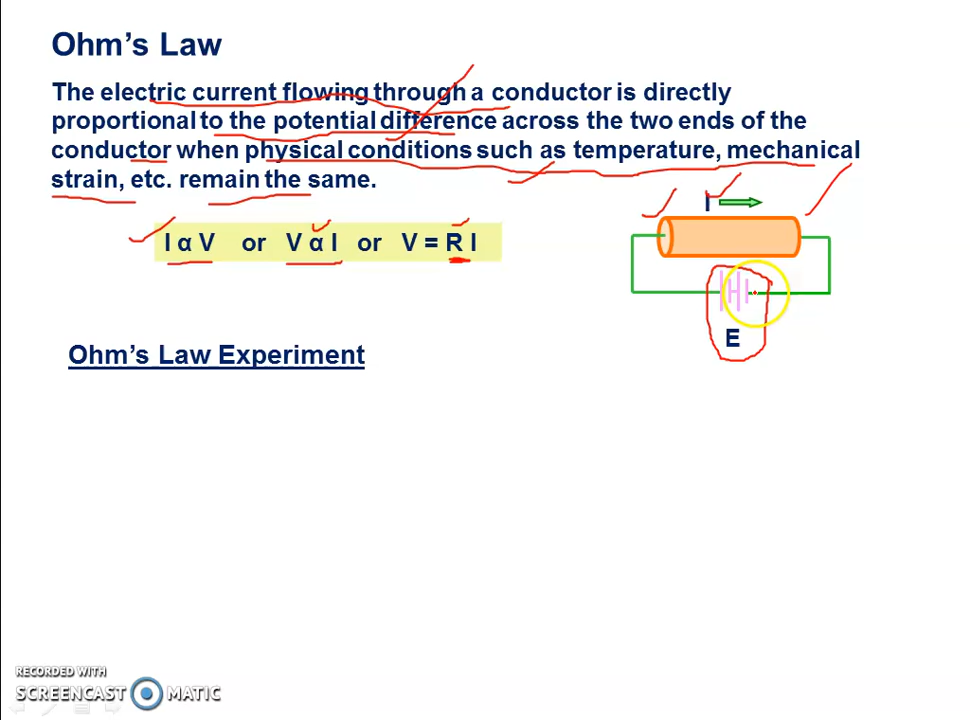 Ohm's Law
The electric current flowing through a conductor is directly
proportional to the potential difference across the two ends of the
conductor when physical conditions such as temperature, mechanical
strain, etc. remain the same.
I
I α V or V α I or V = R I
E
Ohm's Law Experiment
RECORDED WITH
SCREENCAST MATIC